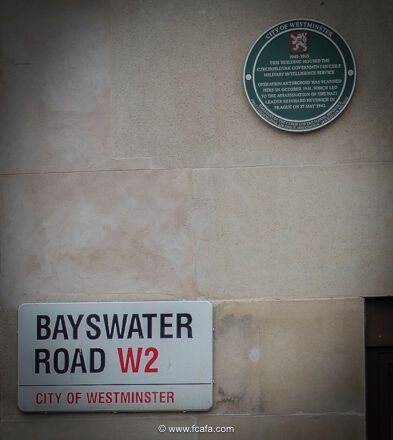 CITY OF WESTMINSTER
1940-1945
THIS BUILDING HOUSED THE
CZECHOSLOVAK GOVERNMENT-IN-EXILE
MILITARY INTELLIGENCE SERVICE
OPERATION ANTHROPOID WAS PLANNED
HERE IN OCTOBER 1941, WHICH LED
TO THE ASSASSINATION OF THE NAZI
LEADER REINHARD HEYDRICH IN
PRAGUE ON 27 MAY 1942.
BAYSWATER
ROAD W2
CITY OF WESTMINSTER
© www.fcafa.com